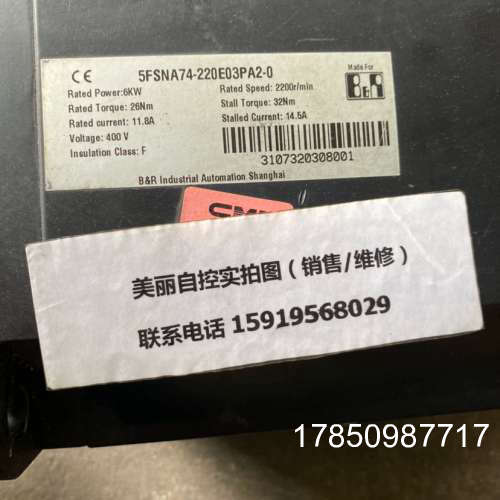 CE 5FSNA74-220E03PA2-0 Made For
Rated Power:6KW Rated Speed: 2200r/min B&R
Rated Torque: 26Nm Stall Torque: 32Nm
Rated current: 11.8A Stalled Current: 14.5A
Voltage: 400 V
Insulation Class: F
3107320308001
B&R Industrial Automation Shanghai
美丽自控实拍图（销售/维修）
联系电话 15919568029
17850987717